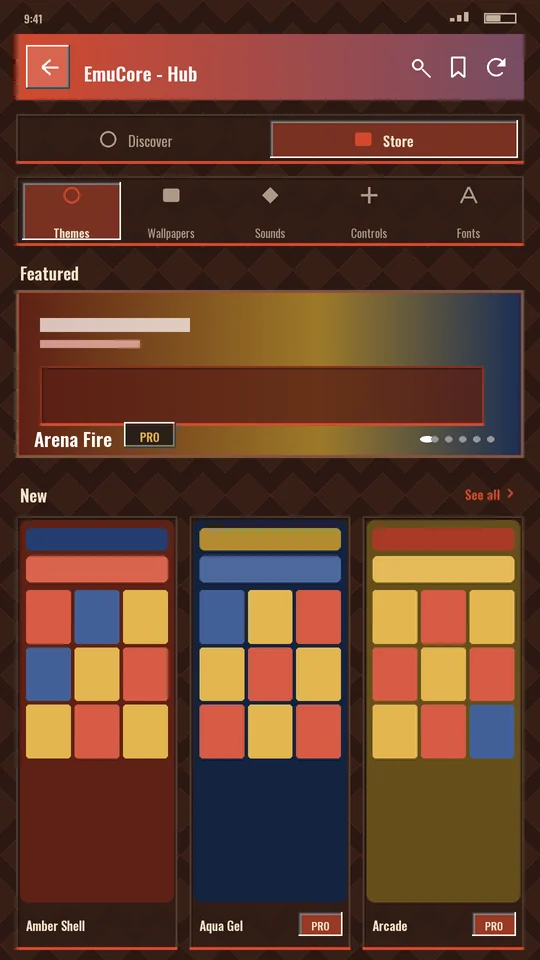 9:41
EmuCore - Hub
Discover
Store
Themes
Wallpapers
Sounds
Controls
Fonts
Featured
Arena Fire
PRO
New
See all
Amber Shell
Aqua Gel
PRO
Arcade
PRO